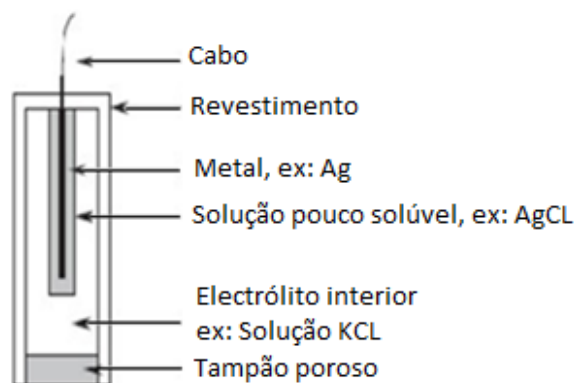 Cabo
Revestimento
Metal, ex: Ag
Solução pouco solúvel, ex: AgCL
Electrólito interior
ex: Solução KCL
Tampão poroso